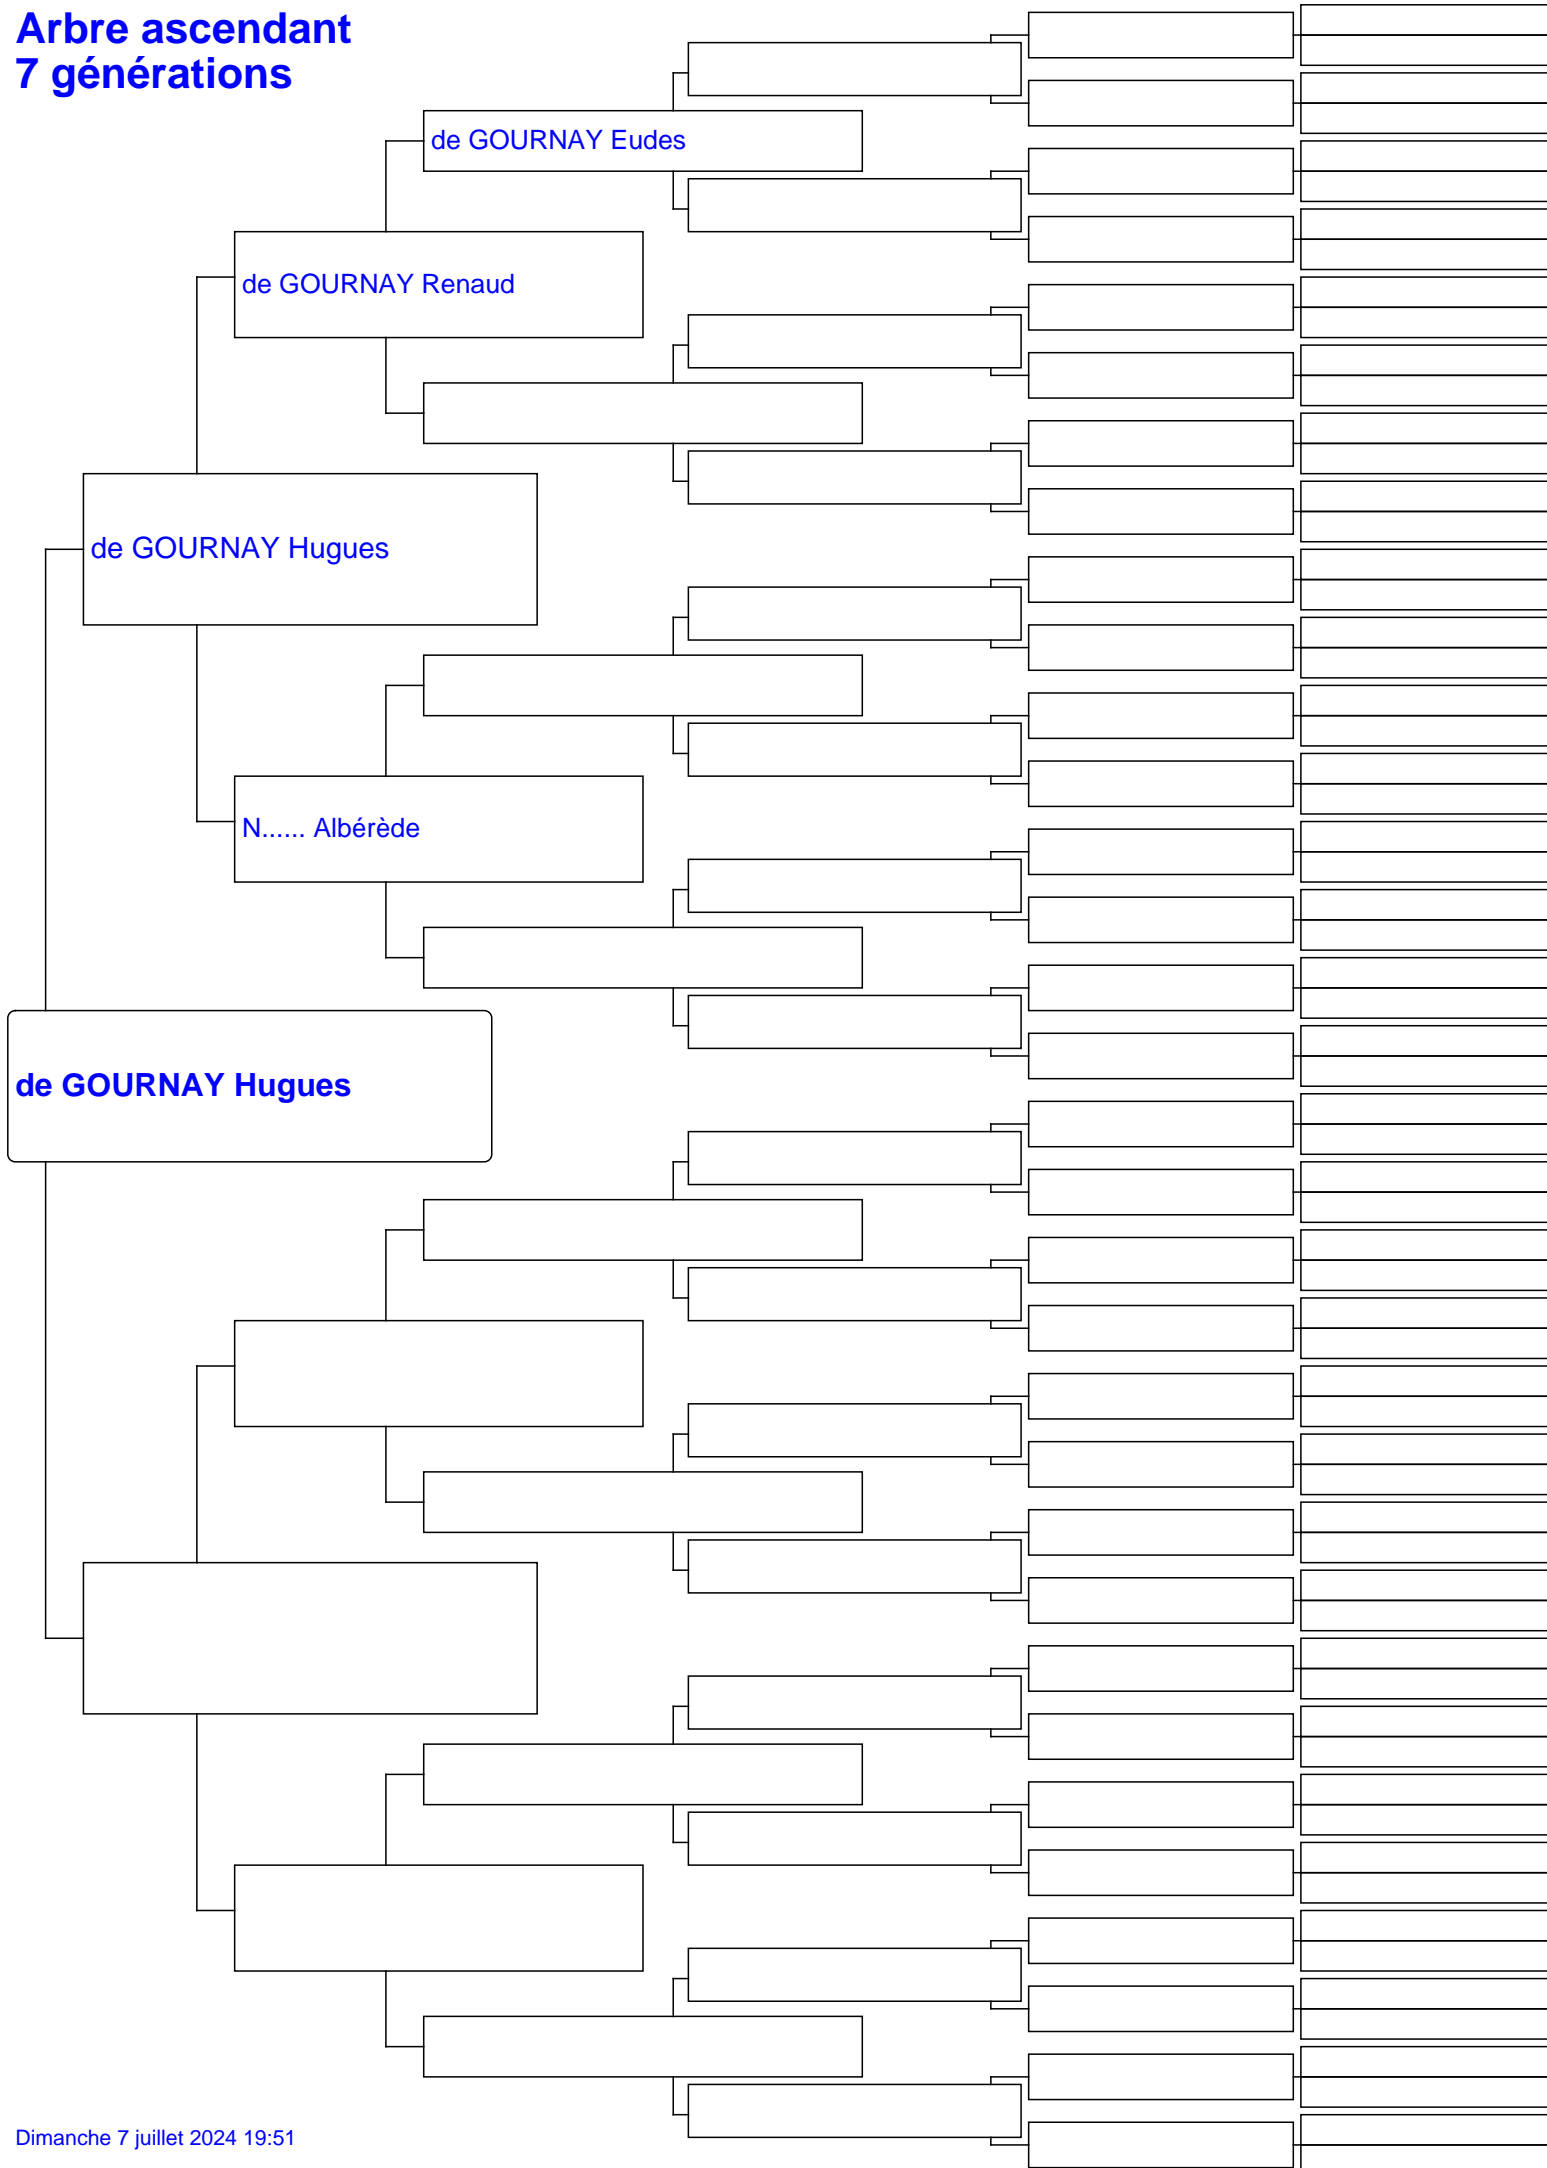 Arbre ascendant
7 générations
de GOURNAY Eudes
de GOURNAY Renaud
de GOURNAY Hugues
N...... Albérède
de GOURNAY Hugues
Dimanche 7 juillet 2024 19:51